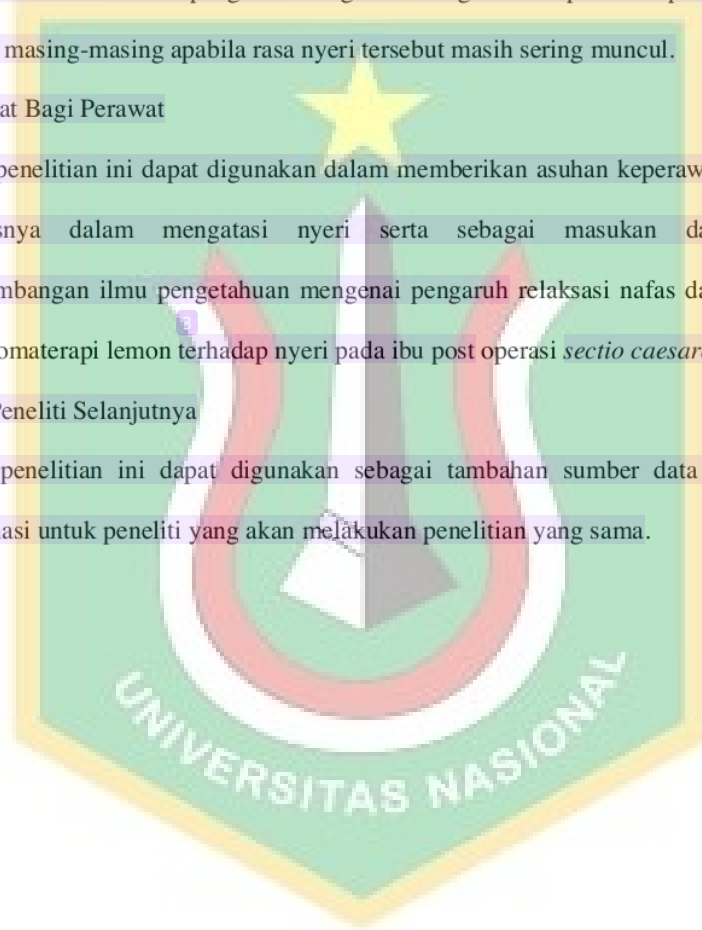 masing-masing apabila rasa nyeri tersebut masih sering muncul.
at Bagi Perawat
penelitian ini dapat digunakan dalam memberikan asuhan keperaw
snya dalam mengatasi nyeri serta sebagai masukan da
mbangan ilmu pengetahuan mengenai pengaruh relaksasi nafas da
3
omaterapi lemon terhadap nyeri pada ibu post operasi sectio caesar
Peneliti Selanjutnya
penelitian ini dapat digunakan sebagai tambahan sumber data
asi untuk peneliti yang akan melakukan penelitian yang sama.
UNIVERSITAS NASIONAL